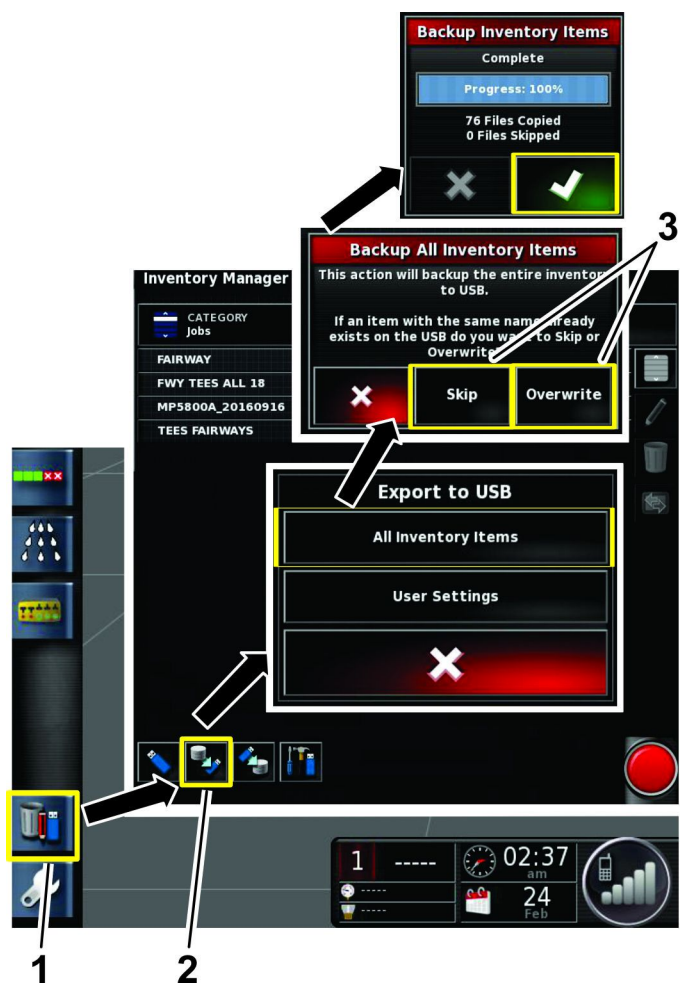 Backup Inventory Items
Complete
Progress: 100%
76 Files Copied
0 Files Skipped
3
Backup All Inventory Items
This action will backup the entire inventory
to USB.
If an item with the same name already
exists on the USB do you want to Skip or
Overwrite
Skip
Overwrite
Inventory Manager
CATEGORY
Jobs
FAIRWAY
FWY TEES ALL 18
MP5800A_20160916
TEES FAIRWAYS
Export to USB
All Inventory Items
User Settings
1
-----
02:37
am
-----
-----
24
Feb
1
2